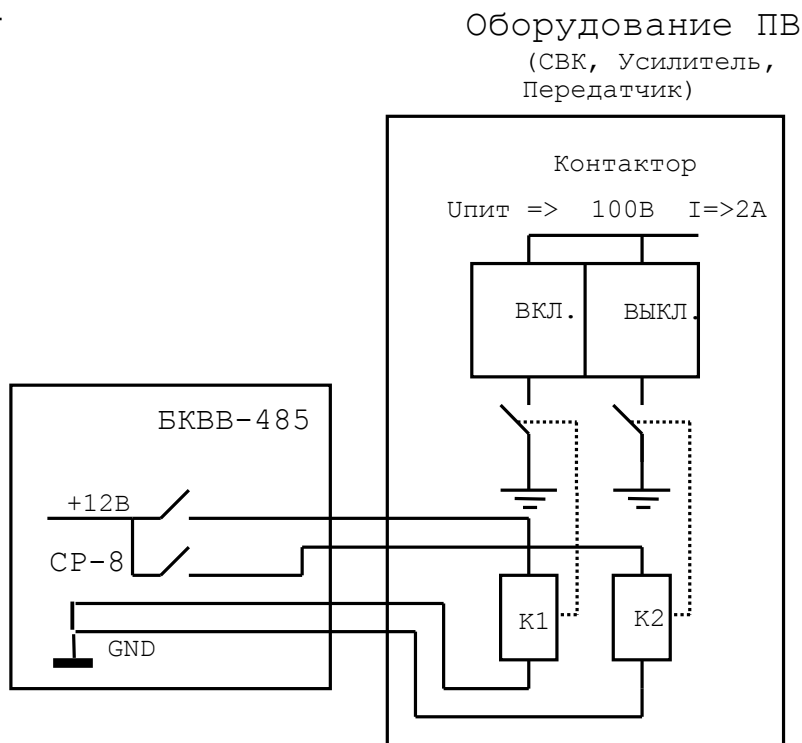 Оборудование ПВ
(СВК, Усилитель,
Передатчик)
Контактор
Uпит => 100В I=>2А
ВКЛ. ВЫКЛ.
БКВВ-485
+12В
СР-8
GND
К1 К2